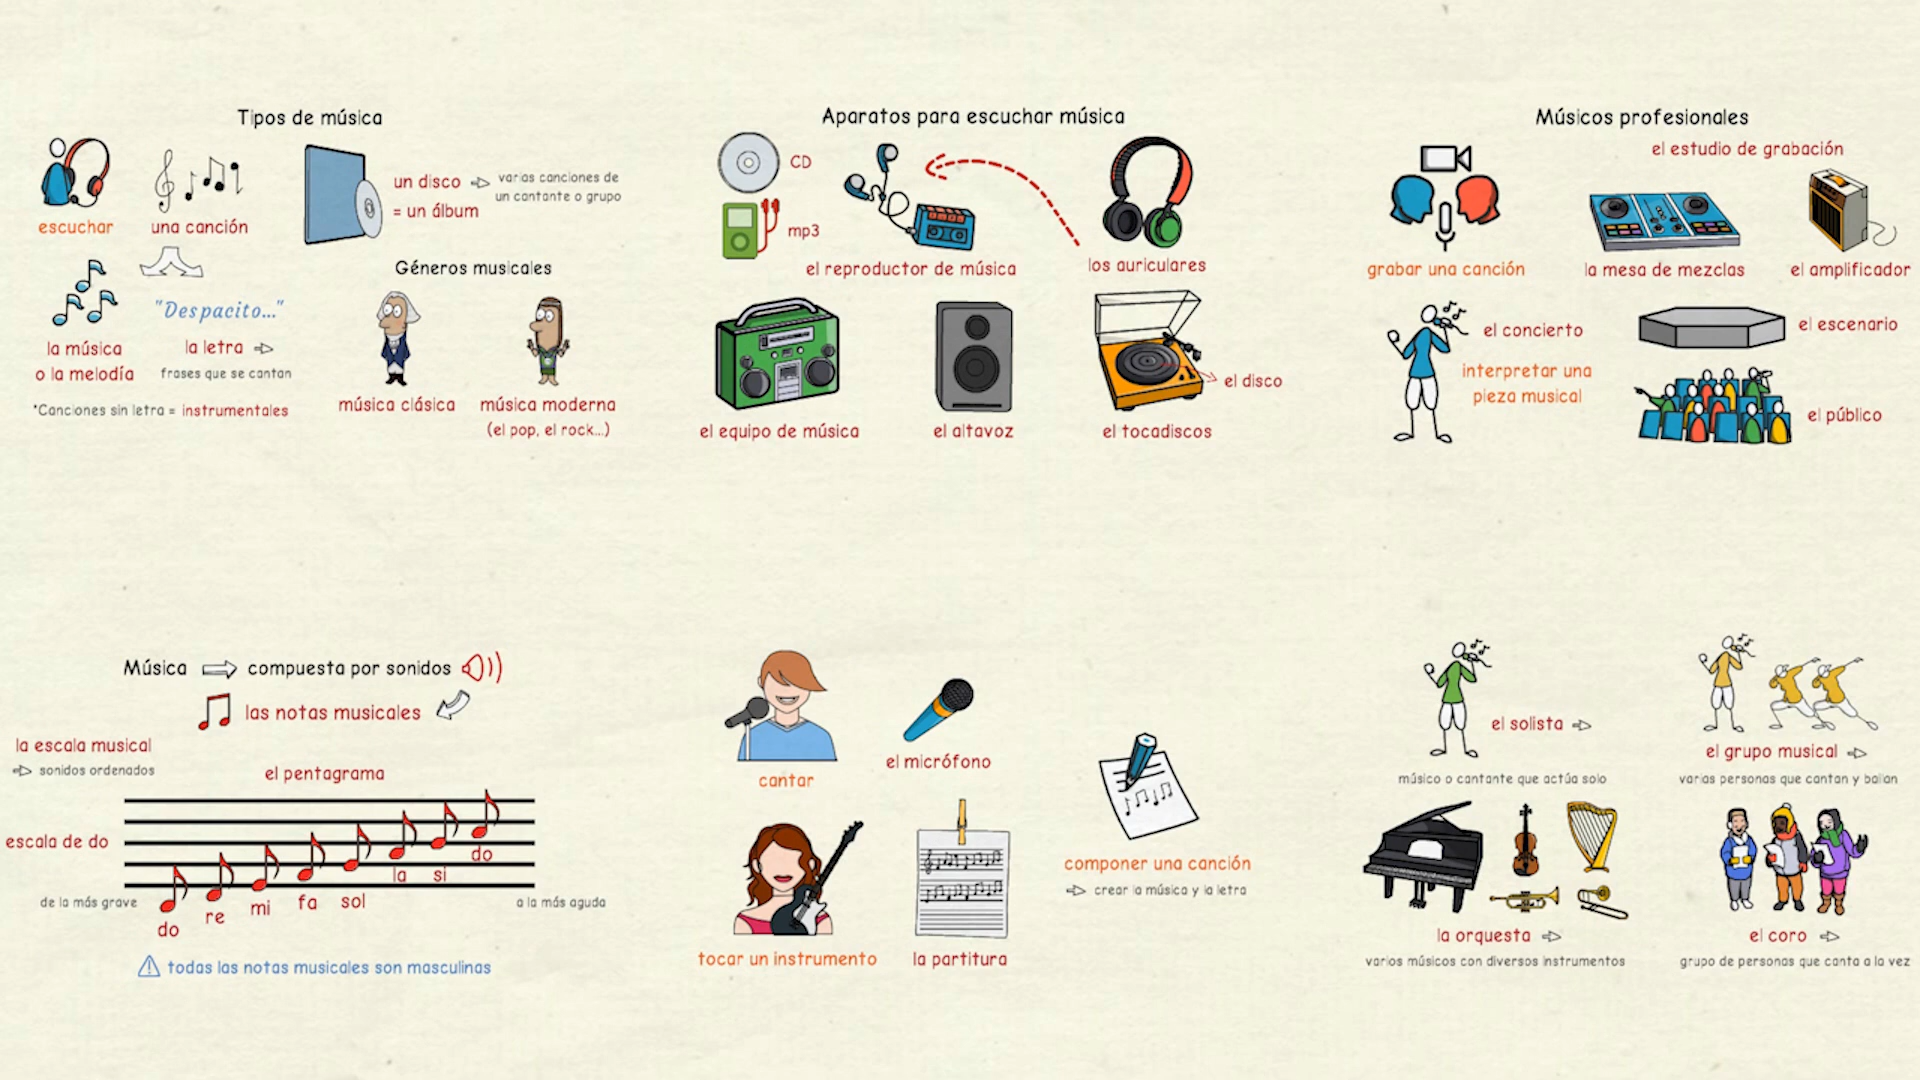 Tipos de música
escuchar
una canción
un disco ⇨ varias canciones de
un cantante o grupo
= un álbum
"Despacito..."
la música
o la melodía
la letra ⇨
frases que se cantan
*Canciones sin letra = instrumentales
Géneros musicales
música clásica
música moderna
(el pop, el rock...)
Aparatos para escuchar música
CD
mp3
el reproductor de música
los auriculares
el equipo de música
el altavoz
el tocadiscos
el disco
Músicos profesionales
el estudio de grabación
grabar una canción
la mesa de mezclas
el amplificador
el concierto
interpretar una
pieza musical
el escenario
el público
Música ⇨ compuesta por sonidos
las notas musicales
la escala musical
⇨ sonidos ordenados
el pentagrama
escala de do
de la más grave
a la más aguda
do re mi fa sol la si do
todas las notas musicales son masculinas
cantar
el micrófono
tocar un instrumento
la partitura
componer una canción
⇨ crear la música y la letra
el solista ⇨
músico o cantante que actúa solo
el grupo musical ⇨
varias personas que cantan y bailan
la orquesta ⇨
varios músicos con diversos instrumentos
el coro ⇨
grupo de personas que canta a la vez